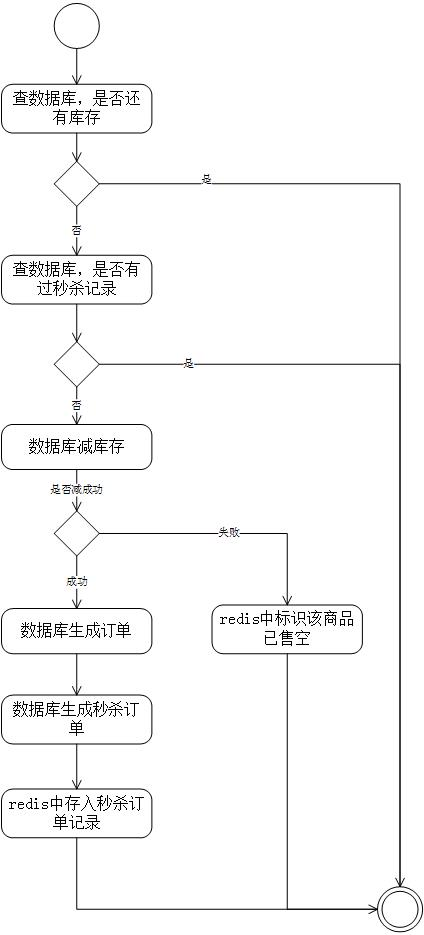 查数据库，是否还
有库存
是
否
查数据库，是否有
过秒杀记录
是
否
数据库减库存
是否减成功
失败
成功
数据库生成订单
redis中标识该商品
已售空
数据库生成秒杀订
单
redis中存入秒杀订
单记录